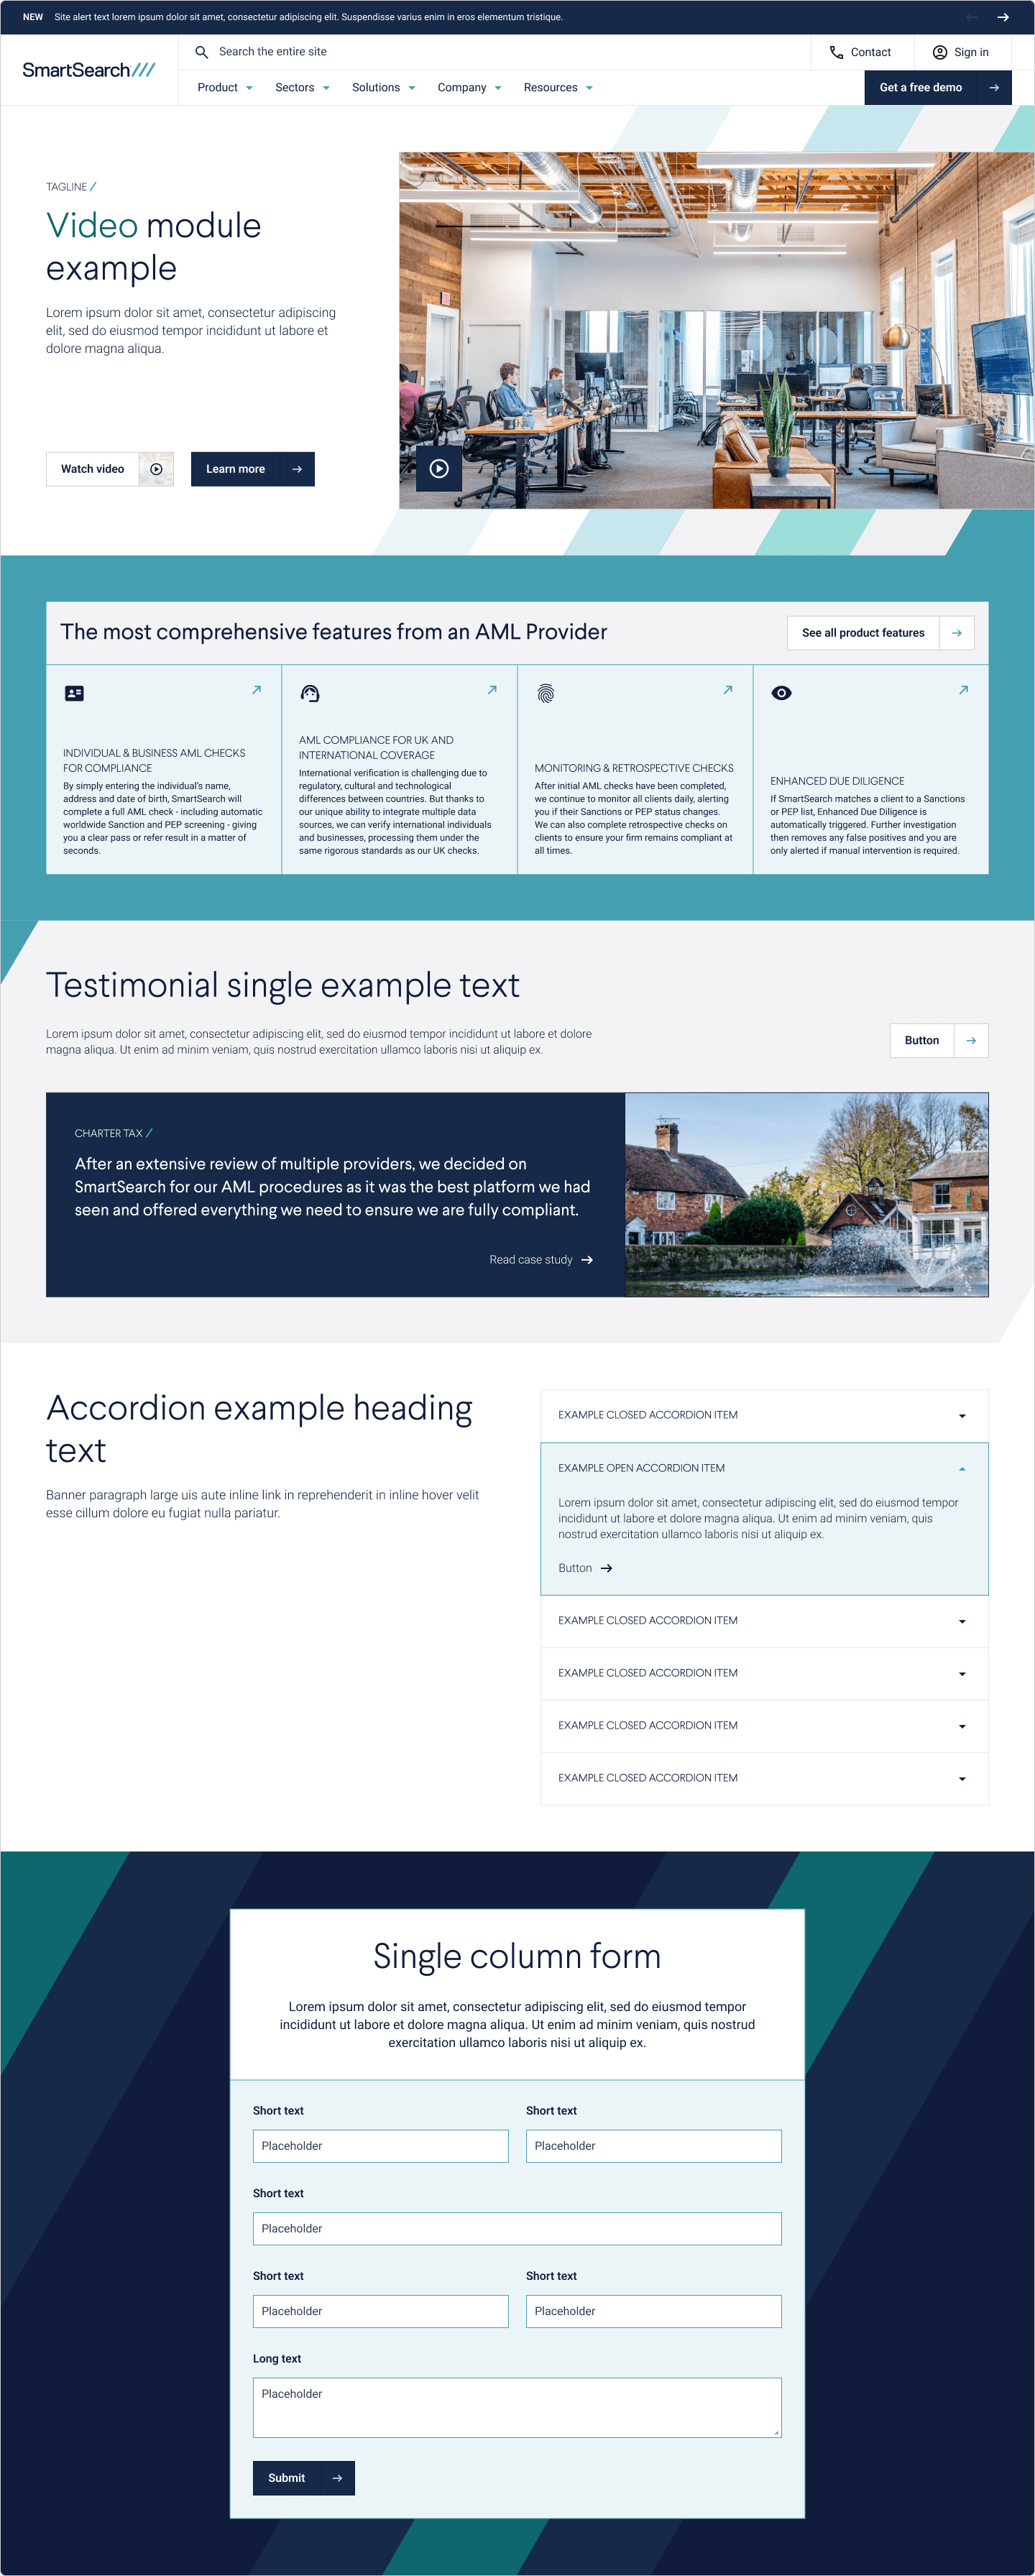 NEW Site alert text lorem ipsum dolor sit amet, consectetur adipiscing elit. Suspendisse varius enim in eros elementum tristique.
SmartSearch///
Search the entire site
Contact
Sign in
Product
Sectors
Solutions
Company
Resources
Get a free demo
TAGLINE /
Video module
example
Lorem ipsum dolor sit amet, consectetur adipiscing
elit, sed do eiusmod tempor incididunt ut labore et
dolore magna aliqua.
Watch video
Learn more
The most comprehensive features from an AML Provider
See all product features
INDIVIDUAL & BUSINESS AML CHECKS
FOR COMPLIANCE
By simply entering the individual's name,
address and date of birth, SmartSearch will
complete a full AML check - including automatic
worldwide Sanction and PEP screening - giving
you a clear pass or refer result in a matter of
seconds.
AML COMPLIANCE FOR UK AND
INTERNATIONAL COVERAGE
International verification is challenging due to
regulatory, cultural and technological
differences between countries. But thanks to
our unique ability to integrate multiple data
sources, we can verify international individuals
and businesses, processing them under the
same rigorous standards as our UK checks.
MONITORING & RETROSPECTIVE CHECKS
After initial AML checks have been completed,
we continue to monitor all clients daily, alerting
you if their Sanctions or PEP status changes.
We can also complete retrospective checks on
clients to ensure your firm remains compliant at
all times.
ENHANCED DUE DILIGENCE
If SmartSearch matches a client to a Sanctions
or PEP list, Enhanced Due Diligence is
automatically triggered. Further investigation
then removes any false positives and you are
only alerted if manual intervention is required.
Testimonial single example text
Lorem ipsum dolor sit amet, consectetur adipiscing elit, sed do eiusmod tempor incididunt ut labore et dolore
magna aliqua. Ut enim ad minim veniam, quis nostrud exercitation ullamco laboris nisi ut aliquip ex.
Button
CHARTER TAX /
After an extensive review of multiple providers, we decided on
SmartSearch for our AML procedures as it was the best platform we had
seen and offered everything we need to ensure we are fully compliant.
Read case study
Accordion example heading
text
Banner paragraph large uis aute inline link in reprehenderit in inline hover velit
esse cillum dolore eu fugiat nulla pariatur.
EXAMPLE CLOSED ACCORDION ITEM
EXAMPLE OPEN ACCORDION ITEM
Lorem ipsum dolor sit amet, consectetur adipiscing elit, sed do eiusmod tempor
incididunt ut labore et dolore magna aliqua. Ut enim ad minim veniam, quis
nostrud exercitation ullamco laboris nisi ut aliquip ex.
Button
EXAMPLE CLOSED ACCORDION ITEM
EXAMPLE CLOSED ACCORDION ITEM
EXAMPLE CLOSED ACCORDION ITEM
EXAMPLE CLOSED ACCORDION ITEM
Single column form
Lorem ipsum dolor sit amet, consectetur adipiscing elit, sed do eiusmod tempor
incididunt ut labore et dolore magna aliqua. Ut enim ad minim veniam, quis nostrud
exercitation ullamco laboris nisi ut aliquip ex.
Short text
Placeholder
Short text
Placeholder
Short text
Placeholder
Short text
Placeholder
Short text
Placeholder
Long text
Placeholder
Submit